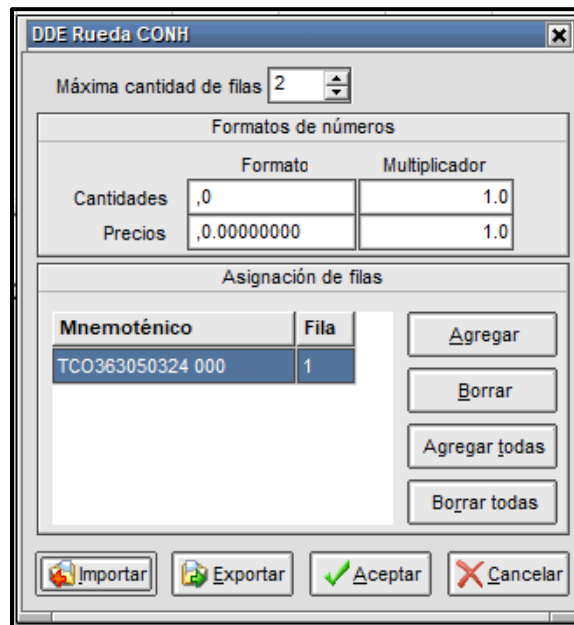 DDE Rueda CONH
Máxima cantidad de filas 2
Formatos de números
Formato Multiplicador
Cantidades ,0 1.0
Precios ,0.00000000 1.0
Asignación de filas
Mnemoténico Fila
TCO363050324 000 1
Agregar
Borrar
Agregar todas
Borrar todas
Importar Exportar Aceptar Cancelar